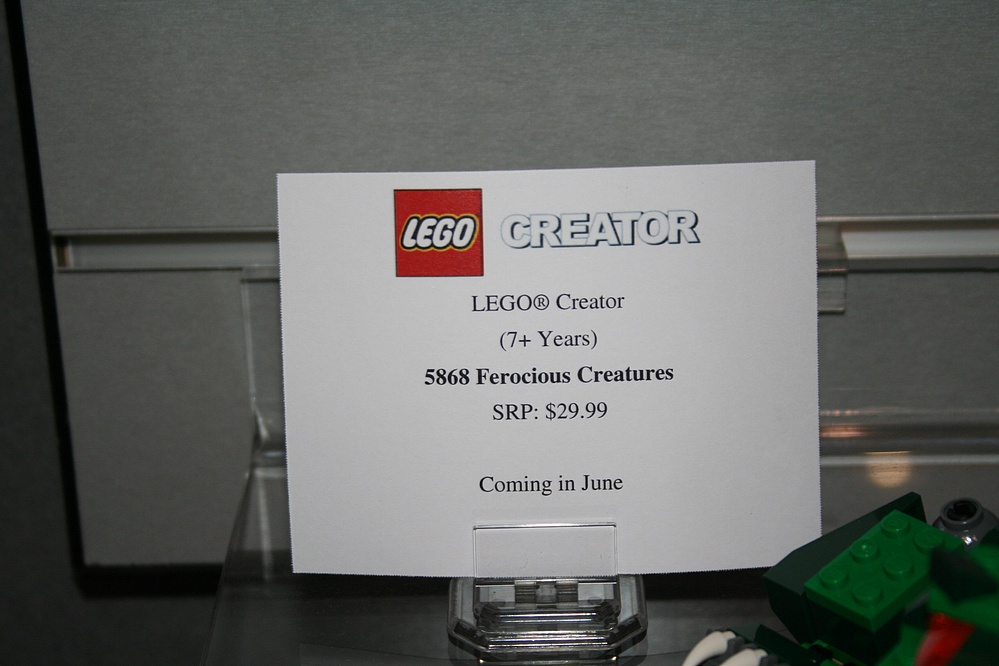 LEGO CREATOR
LEGO® Creator
(7+ Years)
5868 Ferocious Creatures
SRP: $29.99
Coming in June